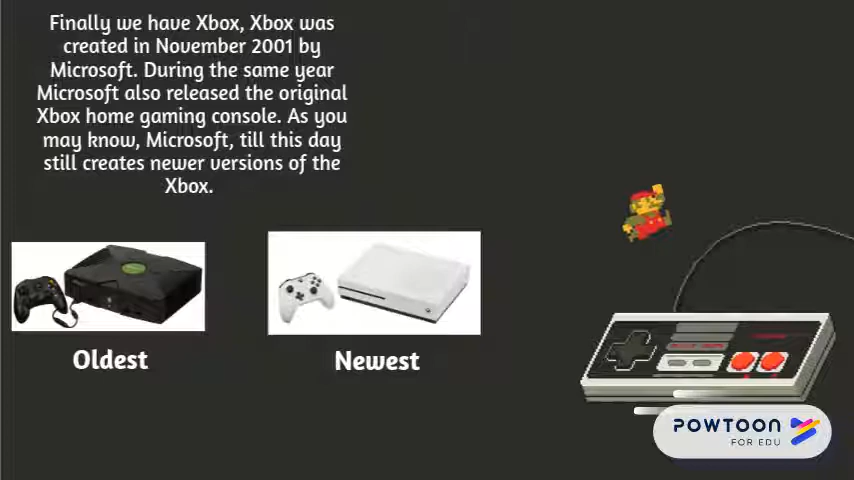 Finally we have Xbox, Xbox was
created in November 2001 by
Microsoft. During the same year
Microsoft also released the original
Xbox home gaming console. As you
may know, Microsoft, till this day
still creates newer versions of the
Xbox.
Oldest
Newest
POWTOON
FOR EDU